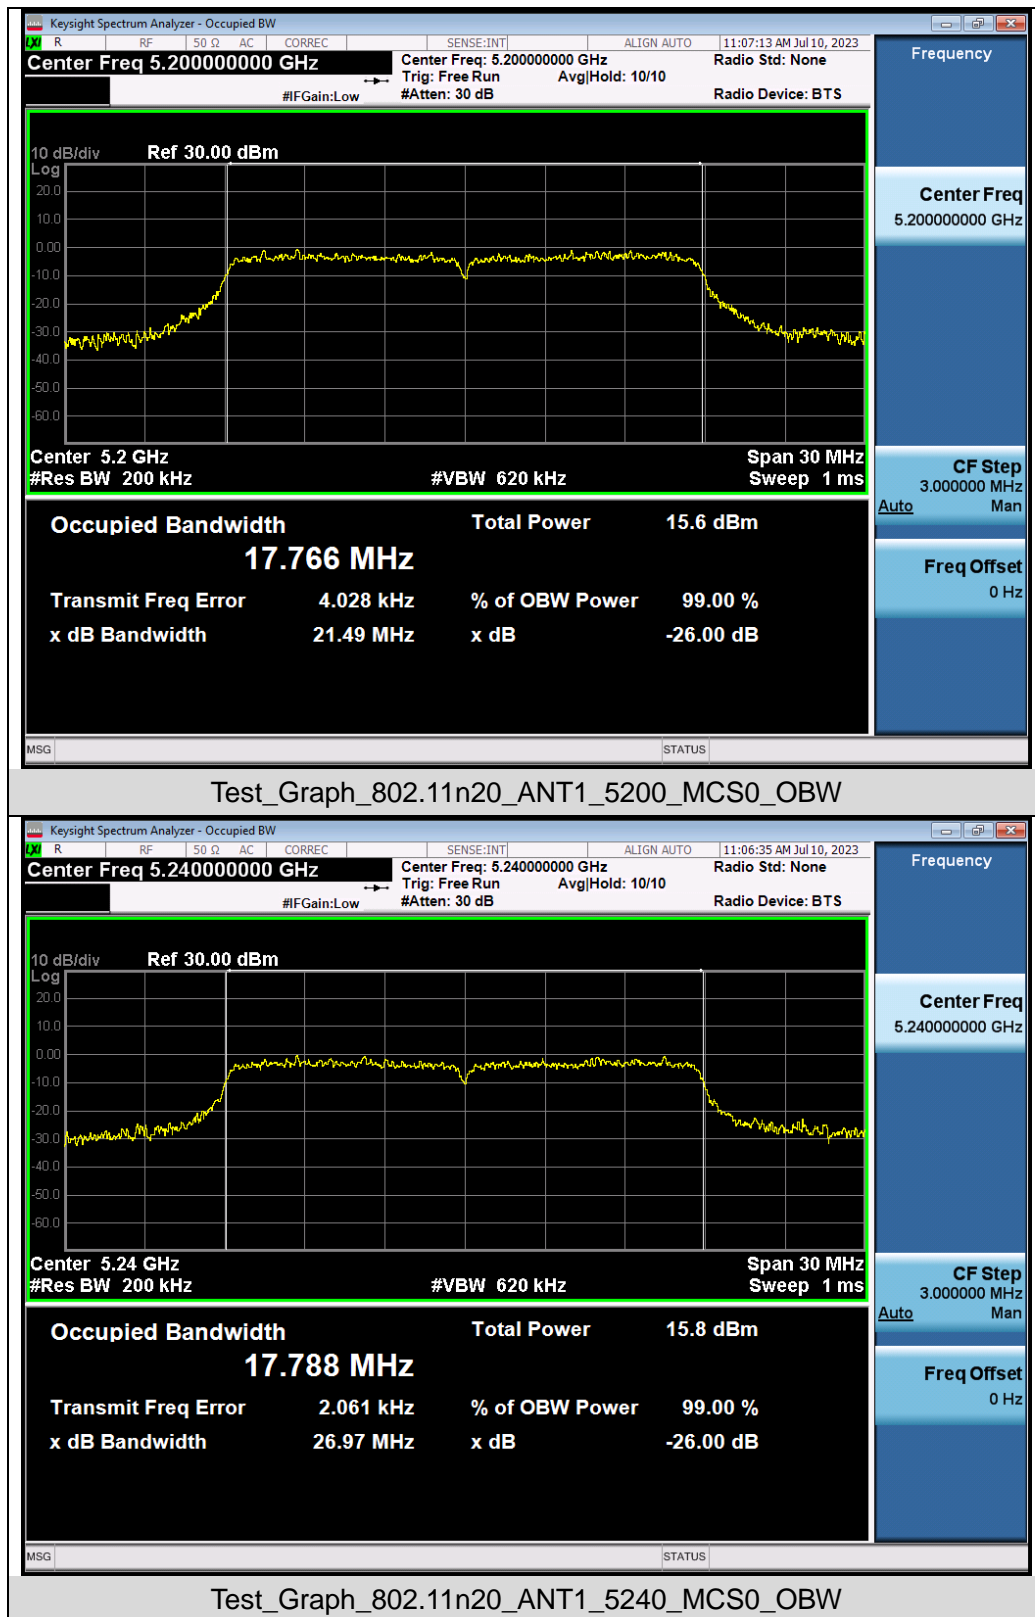 Keysight Spectrum Analyzer - Occupied BW
LXI R RF 50 Ω AC CORREC SENSE:INT ALIGN AUTO 11:07:13 AM Jul 10, 2023
Center Freq 5.200000000 GHz Center Freq: 5.200000000 GHz Radio Std: None Frequency
Trig: Free Run Avg|Hold: 10/10
#IFGain:Low #Atten: 30 dB Radio Device: BTS
10 dB/div Ref 30.00 dBm
Log
20.0
10.0
0.00
-10.0
-20.0
-30.0
-40.0
-50.0
-60.0
Center Freq
5.200000000 GHz
Center 5.2 GHz Span 30 MHz
#Res BW 200 kHz #VBW 620 kHz Sweep 1 ms
CF Step
3.000000 MHz
Auto Man
Occupied Bandwidth Total Power 15.6 dBm
17.766 MHz
Transmit Freq Error 4.028 kHz % of OBW Power 99.00 %
x dB Bandwidth 21.49 MHz x dB -26.00 dB
Freq Offset
0 Hz
MSG STATUS
Test_Graph_802.11n20_ANT1_5200_MCS0_OBW
Keysight Spectrum Analyzer - Occupied BW
LXI R RF 50 Ω AC CORREC SENSE:INT ALIGN AUTO 11:06:35 AM Jul 10, 2023
Center Freq 5.240000000 GHz Center Freq: 5.240000000 GHz Radio Std: None Frequency
Trig: Free Run Avg|Hold: 10/10
#IFGain:Low #Atten: 30 dB Radio Device: BTS
10 dB/div Ref 30.00 dBm
Log
20.0
10.0
0.00
-10.0
-20.0
-30.0
-40.0
-50.0
-60.0
Center Freq
5.240000000 GHz
Center 5.24 GHz Span 30 MHz
#Res BW 200 kHz #VBW 620 kHz Sweep 1 ms
CF Step
3.000000 MHz
Auto Man
Occupied Bandwidth Total Power 15.8 dBm
17.788 MHz
Transmit Freq Error 2.061 kHz % of OBW Power 99.00 %
x dB Bandwidth 26.97 MHz x dB -26.00 dB
Freq Offset
0 Hz
MSG STATUS
Test_Graph_802.11n20_ANT1_5240_MCS0_OBW